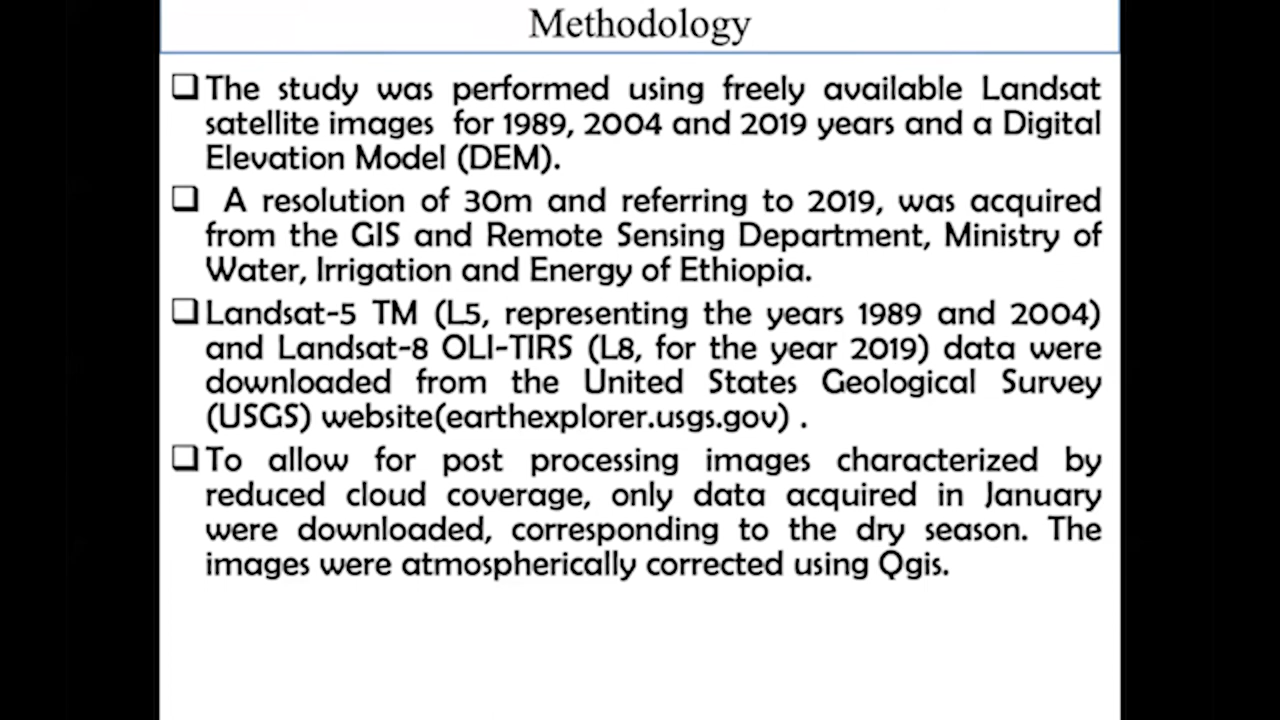 Methodology
❑The study was performed using freely available Landsat
satellite images for 1989, 2004 and 2019 years and a Digital
Elevation Model (DEM).
❑ A resolution of 30m and referring to 2019, was acquired
from the GIS and Remote Sensing Department, Ministry of
Water, Irrigation and Energy of Ethiopia.
❑Landsat-5 TM (L5, representing the years 1989 and 2004)
and Landsat-8 OLI-TIRS (L8, for the year 2019) data were
downloaded from the United States Geological Survey
(USGS) website(earthexplorer.usgs.gov) .
❑To allow for post processing images characterized by
reduced cloud coverage, only data acquired in January
were downloaded, corresponding to the dry season. The
images were atmospherically corrected using Qgis.